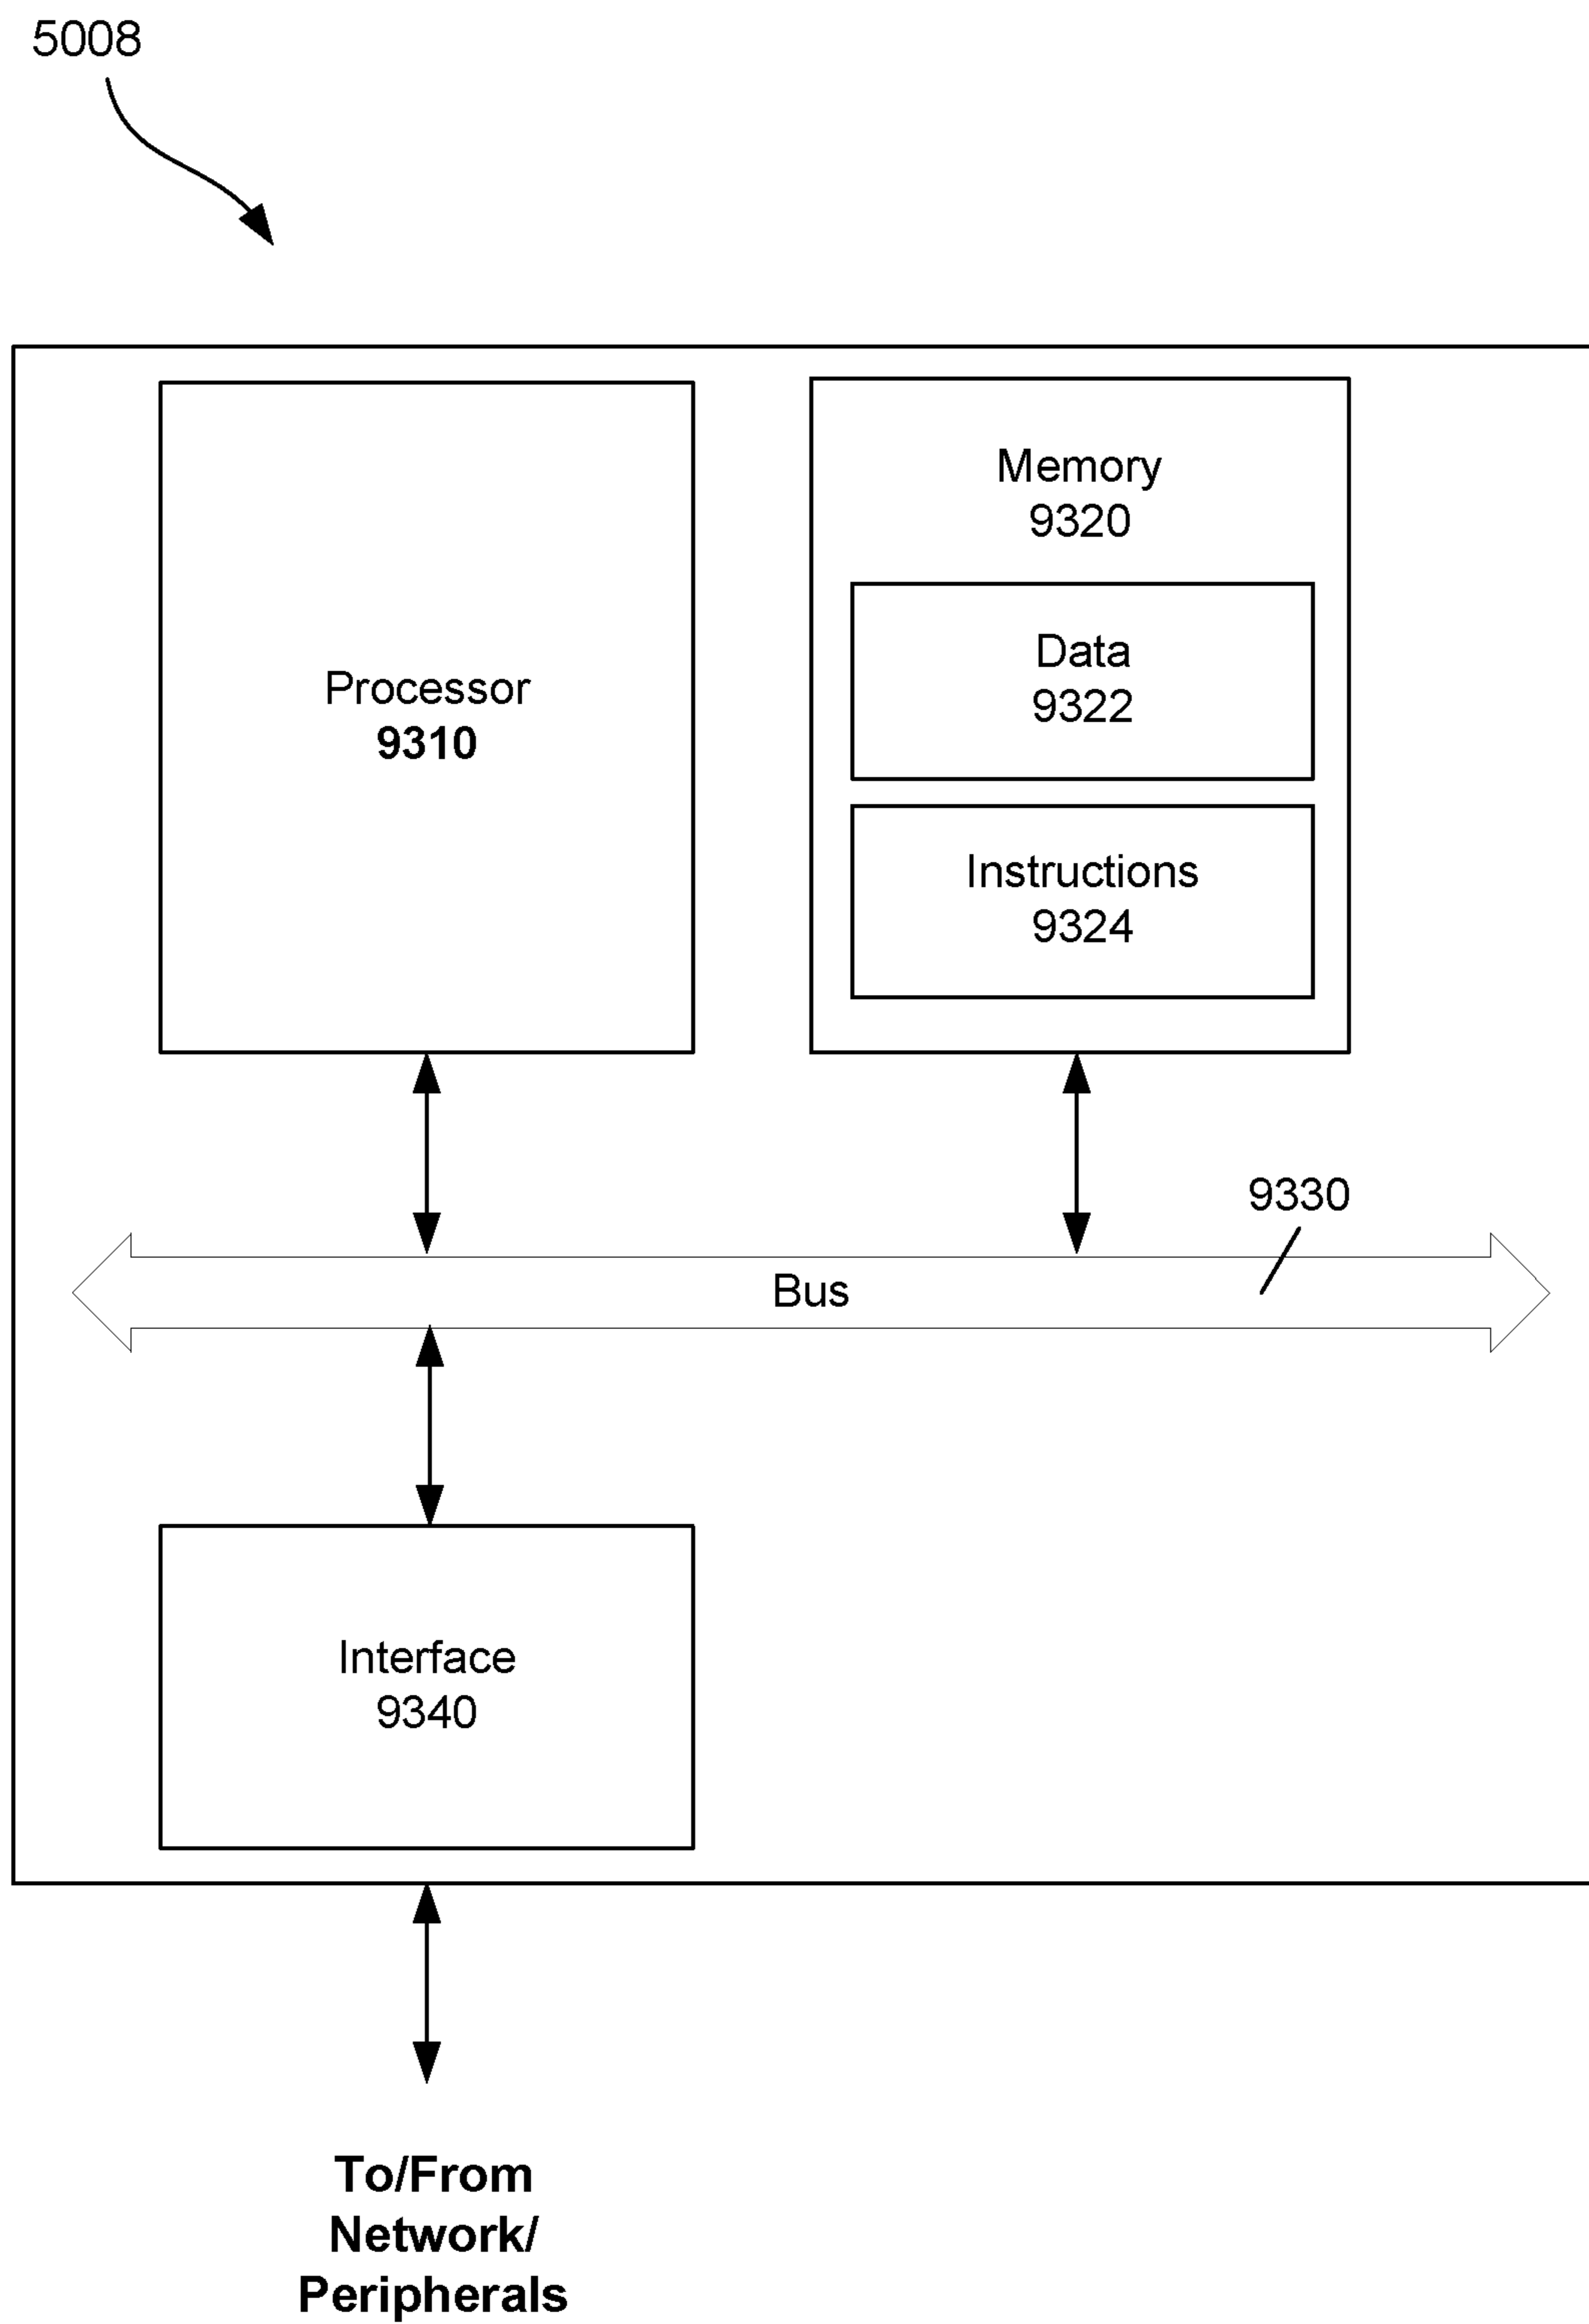 5008
Processor
9310
Memory
9320
Data
9322
Instructions
9324
9330
Bus
Interface
9340
To/From
Network/
Peripherals